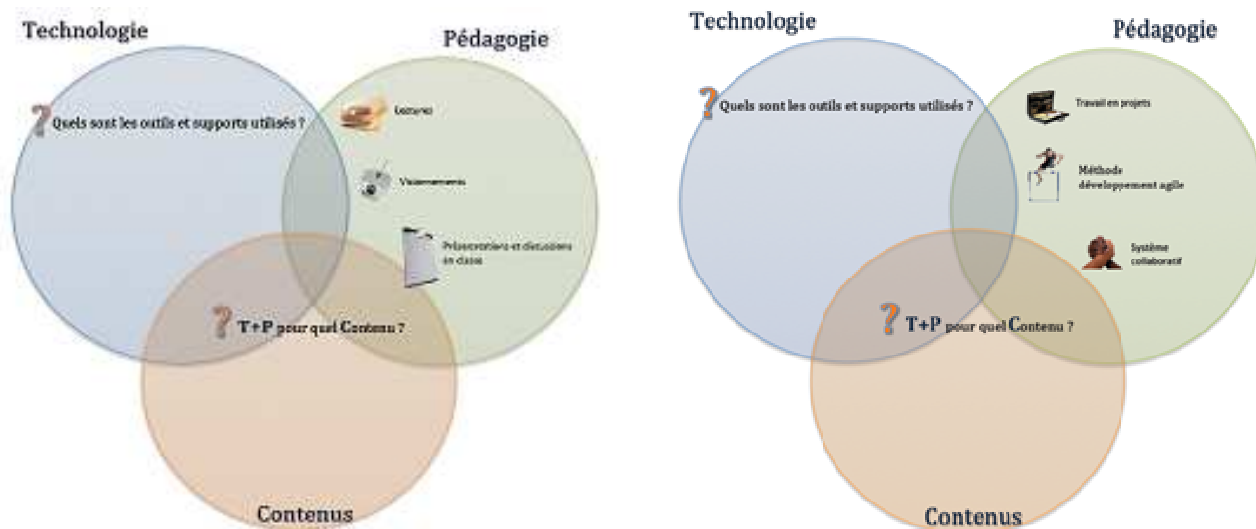 Technologie
Pédagogie
? Quels sont les outils et supports utilisés ?
Lectures
Visionnements
Présentations et discussions
en classe
? T+P pour quel Contenu ?
Contenus
Technologie
Pédagogie
? Quels sont les outils et supports utilisés ?
Travail en projets
Méthode
développement agile
Système
collaboratif
? T+P pour quel Contenu ?
Contenus